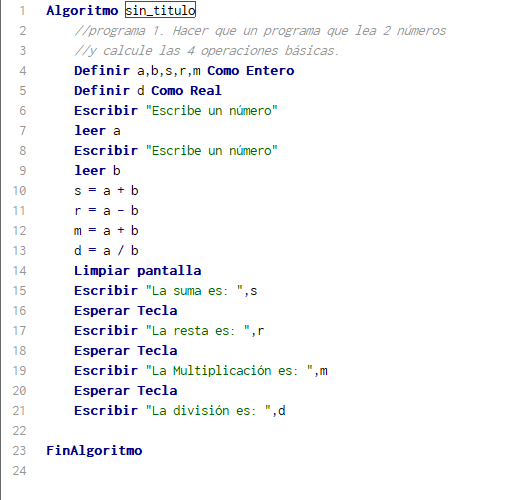 1 Algoritmo sin_titulo
2 //programa 1. Hacer que un programa que lea 2 números
3 //y calcule las 4 operaciones básicas.
4 Definir a,b,s,r,m Como Entero
5 Definir d Como Real
6 Escribir "Escribe un número"
7 leer a
8 Escribir "Escribe un número"
9 leer b
10 s = a + b
11 r = a - b
12 m = a + b
13 d = a / b
14 Limpiar pantalla
15 Escribir "La suma es: ",s
16 Esperar Tecla
17 Escribir "La resta es: ",r
18 Esperar Tecla
19 Escribir "La Multiplicación es: ",m
20 Esperar Tecla
21 Escribir "La división es: ",d
22
23 FinAlgoritmo
24